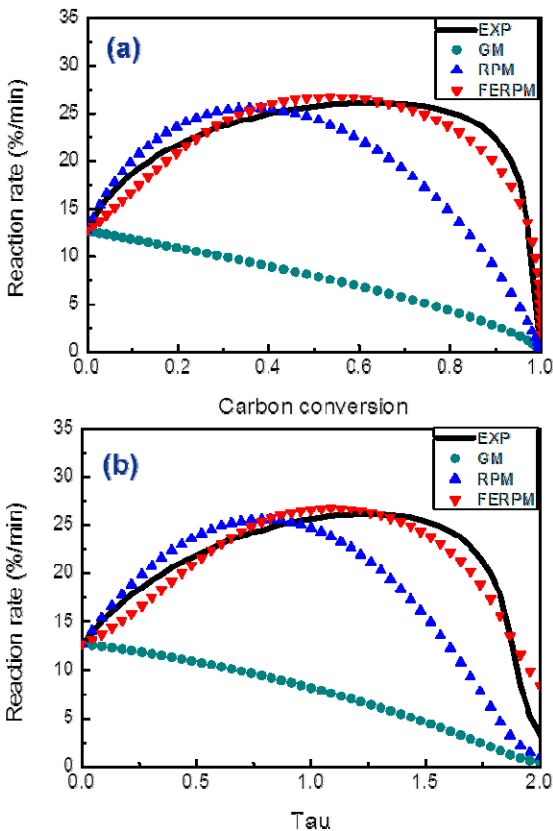 (a)
EXP
GM
RPM
FERPM
Reaction rate (%/min)
35
30
25
20
15
10
5
0
0.0 0.2 0.4 0.6 0.8 1.0
Carbon conversion
(b)
EXP
GM
RPM
FERPM
Reaction rate (%/min)
35
30
25
20
15
10
5
0
0.0 0.5 1.0 1.5 2.0
Tau